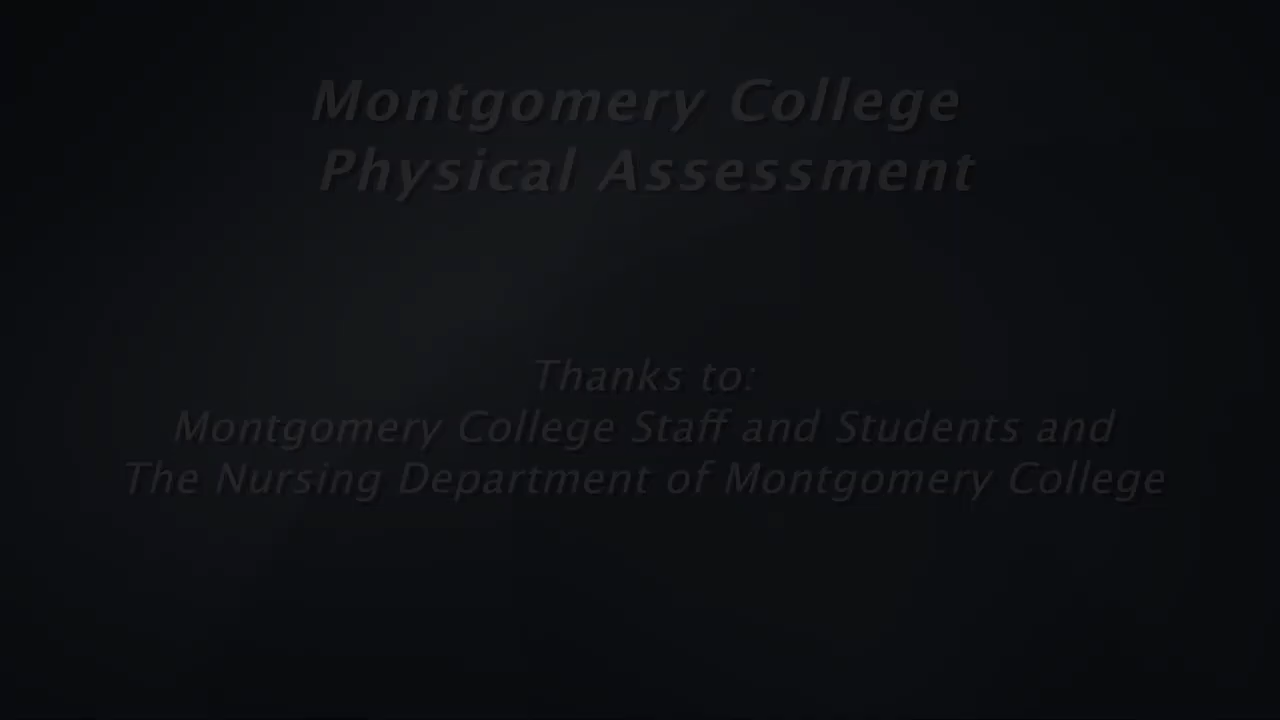 Montgomery College
Physical Assessment
Thanks to:
Montgomery College Staff and Students and
The Nursing Department of Montgomery College